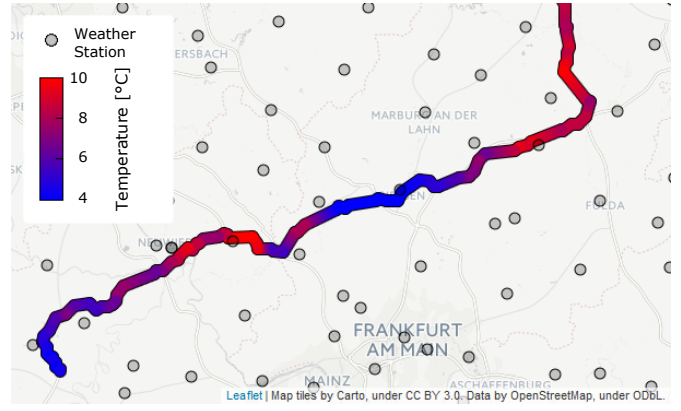 Weather
Station
10
8
6
4
Temperature [°C]
ERSBACH
MARBURG AN DER
LAHN
FULDA
FRANKFURT
AM MAIN
MAINZ
ASCHAFFENBURG
Leaflet | Map tiles by Carto, under CC BY 3.0. Data by OpenStreetMap, under ODbL.